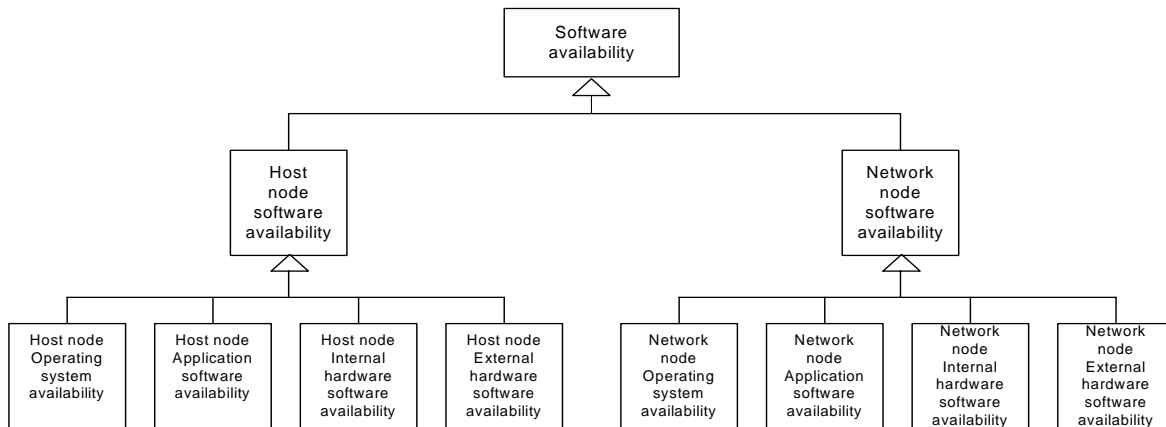 Software
availability
Host
node
software
availability
Network
node
software
availability
Host node
Operating
system
availability
Host node
Application
software
availability
Host node
Internal
hardware
software
availability
Host node
External
hardware
software
availability
Network
node
Operating
system
availability
Network
node
Application
software
availability
Network
node
Internal
hardware
software
availability
Network
node
External
hardware
software
availability